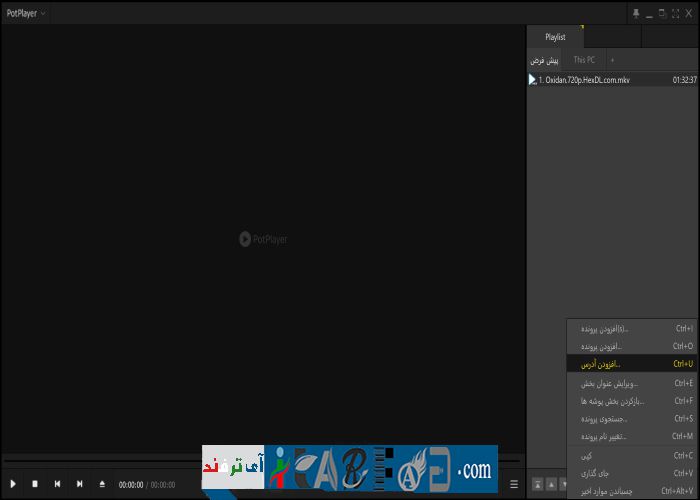 PotPlayer
Playlist
پیش فرض This PC +
1. Oxidan.720p.HexDL.com.mkv 01:32:37
PotPlayer
افزودن پرونده(s)... Ctrl+I
افزودن پرونده... Ctrl+O
افزودن آدرس... Ctrl+U
ویرایش عنوان بخش... Ctrl+E
بازکردن بخش پوشه ها... Ctrl+F
جستجوی پرونده... Ctrl+S
تغییر نام پرونده... Ctrl+M
کپی Ctrl+C
جای گذاری Ctrl+V
چسباندن موارد اخیر Ctrl+Alt+V
00:00:00 / 00:00:00
آی ترفند
.com